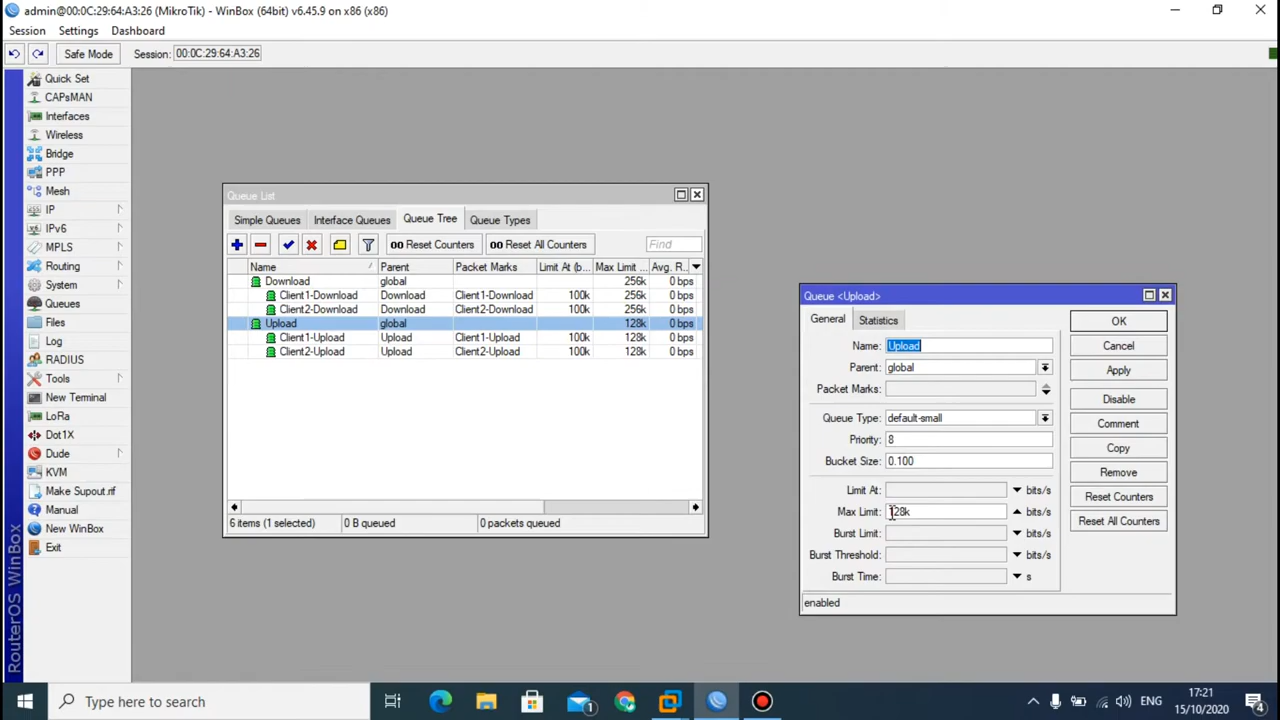 admin@00:0C:29:64:A3:26 (MikroTik) - WinBox (64bit) v6.45.9 on x86 (x86)
Session Settings Dashboard
Safe Mode Session: 00:0C:29:64:A3:26
Quick Set
CAPsMAN
Interfaces
Wireless
Bridge
PPP
Mesh
IP
IPv6
MPLS
Routing
System
Queues
Files
Log
RADIUS
Tools
New Terminal
LoRa
Dot1X
Dude
KVM
Make Supout.rif
Manual
New WinBox
Exit
RouterOS WinBox
Queue List
Simple Queues Interface Queues Queue Tree Queue Types
00 Reset Counters 00 Reset All Counters Find
Name Parent Packet Marks Limit At (b... Max Limit ... Avg. R...
Download global 256k 0 bps
Client1-Download Download Client1-Download 100k 256k 0 bps
Client2-Download Download Client2-Download 100k 256k 0 bps
Upload global 128k 0 bps
Client1-Upload Upload Client1-Upload 100k 128k 0 bps
Client2-Upload Upload Client2-Upload 100k 128k 0 bps
6 items (1 selected) 0 B queued 0 packets queued
Queue <Upload>
General Statistics
Name: Upload
Parent: global
Packet Marks:
Queue Type: default-small
Priority: 8
Bucket Size: 0.100
Limit At: bits/s
Max Limit: 128k bits/s
Burst Limit: bits/s
Burst Threshold: bits/s
Burst Time: s
enabled
OK
Cancel
Apply
Disable
Comment
Copy
Remove
Reset Counters
Reset All Counters
Type here to search
1
ENG
17:21
15/10/2020
4